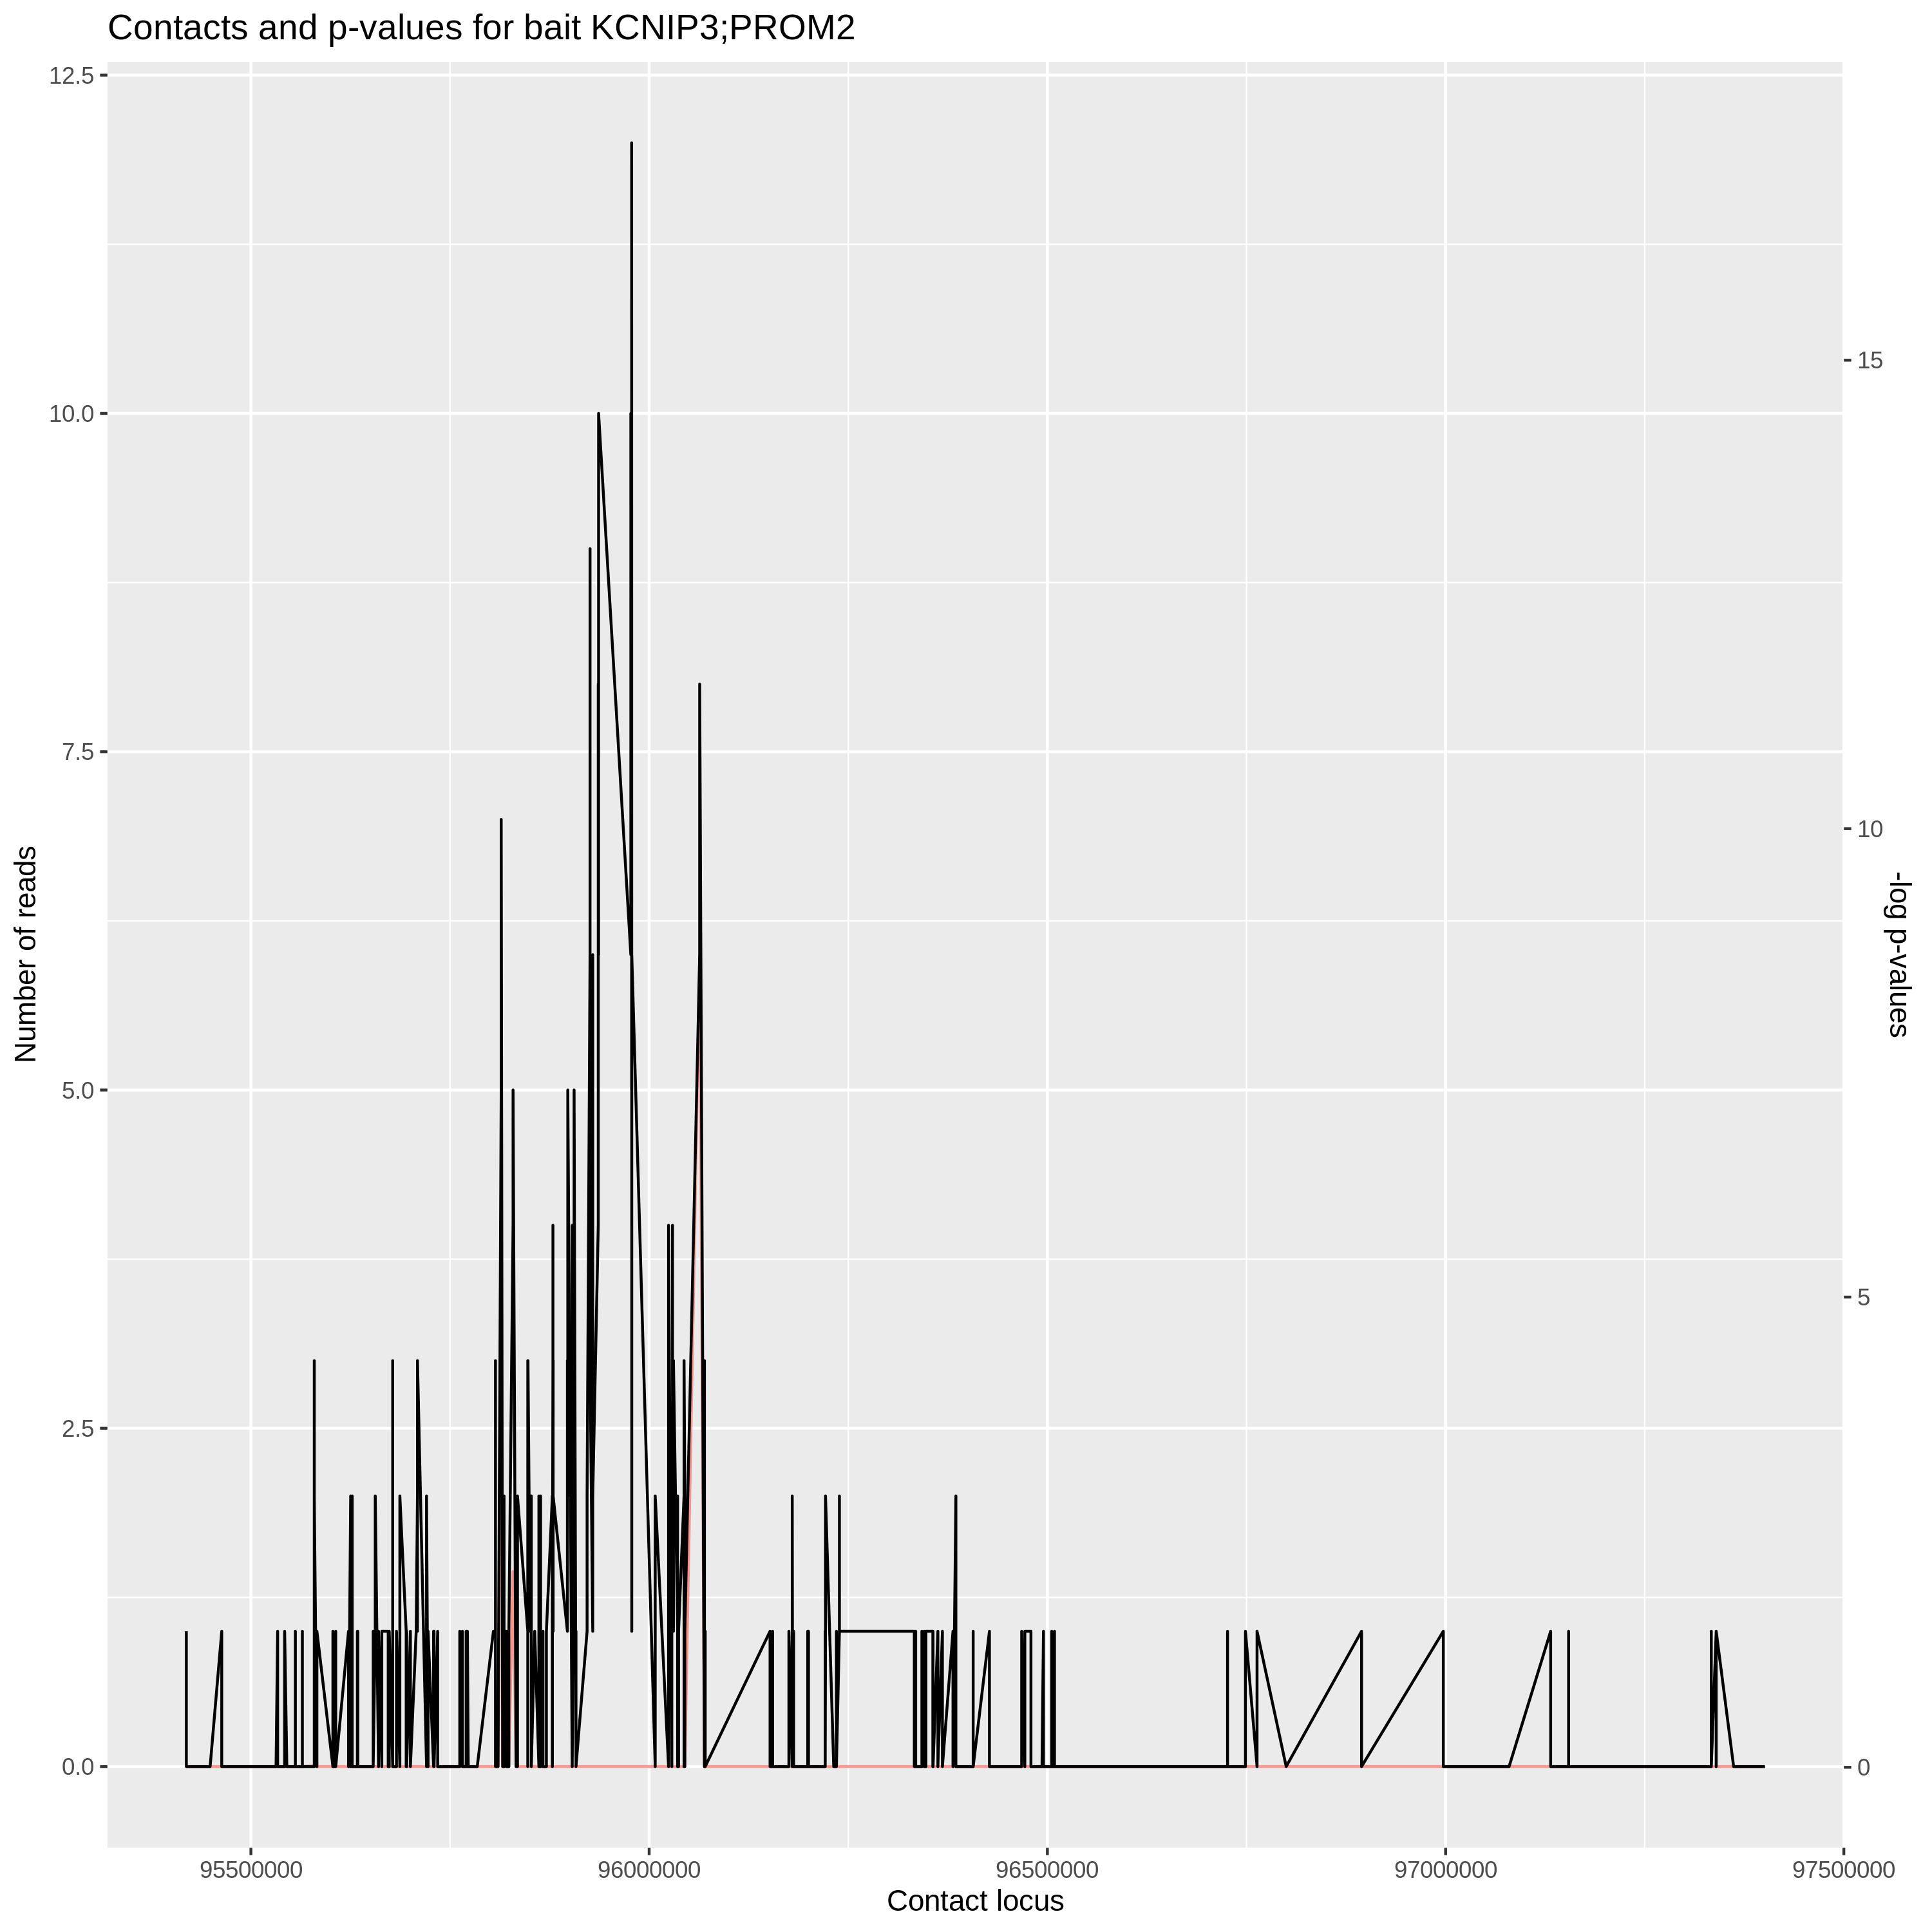 Contacts and p-values for bait KCNIP3;PROM2
12.5
10.0
7.5
5.0
2.5
0.0
Number of reads
15
10
5
0
-log p-values
95500000 96000000 96500000 97000000 97500000
Contact locus